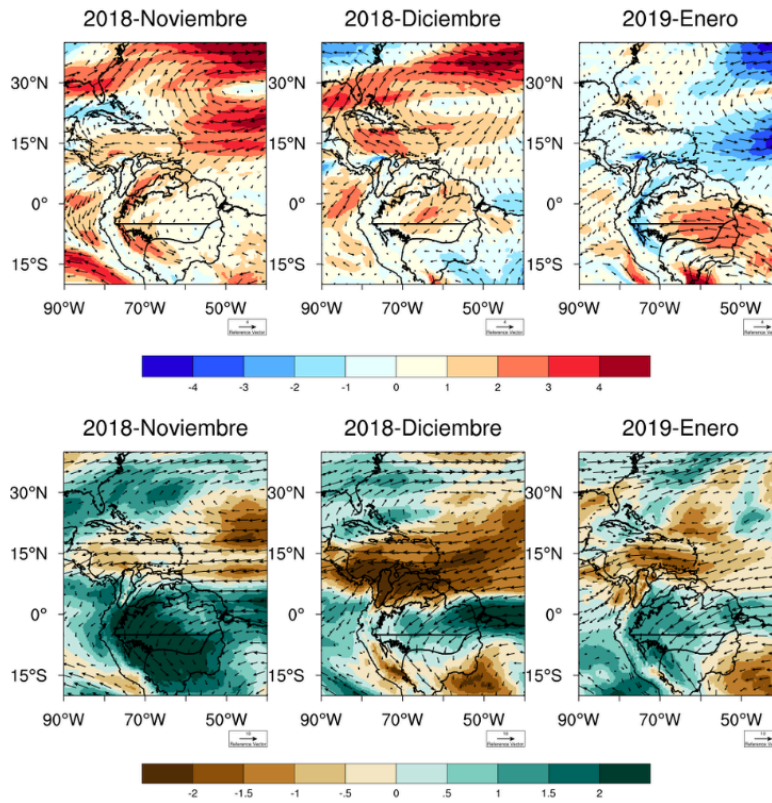 2018-Noviembre 2018-Diciembre 2019-Enero
30°N 30°N 30°N
15°N 15°N 15°N
0° 0° 0°
15°S 15°S 15°S
90°W 70°W 50°W 90°W 70°W 50°W 90°W 70°W 50°W
Reference Vector Reference Vector Reference Vector
-4 -3 -2 -1 0 1 2 3 4
2018-Noviembre 2018-Diciembre 2019-Enero
30°N 30°N 30°N
15°N 15°N 15°N
0° 0° 0°
15°S 15°S 15°S
90°W 70°W 50°W 90°W 70°W 50°W 90°W 70°W 50°W
10 10 10
Reference Vector Reference Vector Reference Vector
-2 -1.5 -1 -.5 0 .5 1 1.5 2